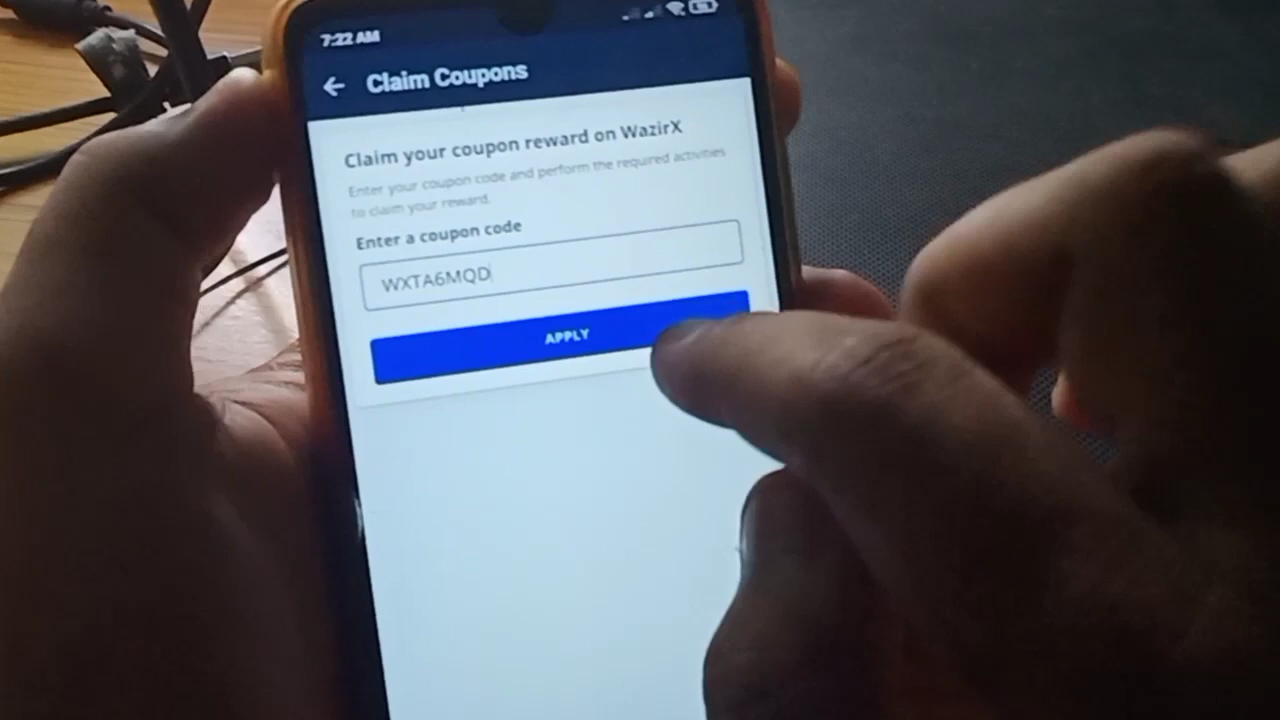 7:22 AM
Claim Coupons
Claim your coupon reward on WazirX
Enter your coupon code and perform the required activities
to claim your reward.
Enter a coupon code
WXTA6MQD
APPLY